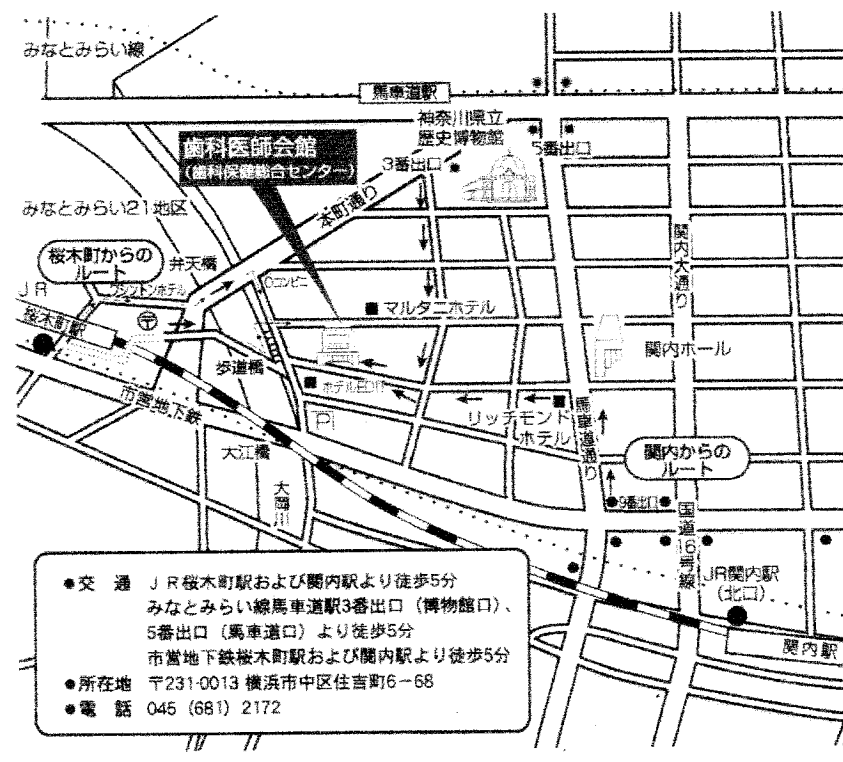 みなとみらい線
馬車道駅
神奈川県立
歴史博物館
5番出口
3番出口
歯科医師会館
(歯科保健総合センター)
みなとみらい21地区
本町通り
桜木町からの
ルート
弁天橋
ワシントンホテル
コンビニ
JR
桜木町駅
〒
マルタニホテル
関内大通り
関内ホール
歩道橋
市営地下鉄
P
リッチモンド
ホテル
馬車道通り
大江橋
大岡川
関内からの
ルート
9番出口
国道16号線
JR関内駅
(北口)
関内駅
●交 通 JR桜木町駅および関内駅より徒歩5分
みなとみらい線馬車道駅3番出口(博物館口)、
5番出口(馬車道口)より徒歩5分
市営地下鉄桜木町駅および関内駅より徒歩5分
●所在地 〒231-0013 横浜市中区住吉町6-68
●電 話 045(681)2172